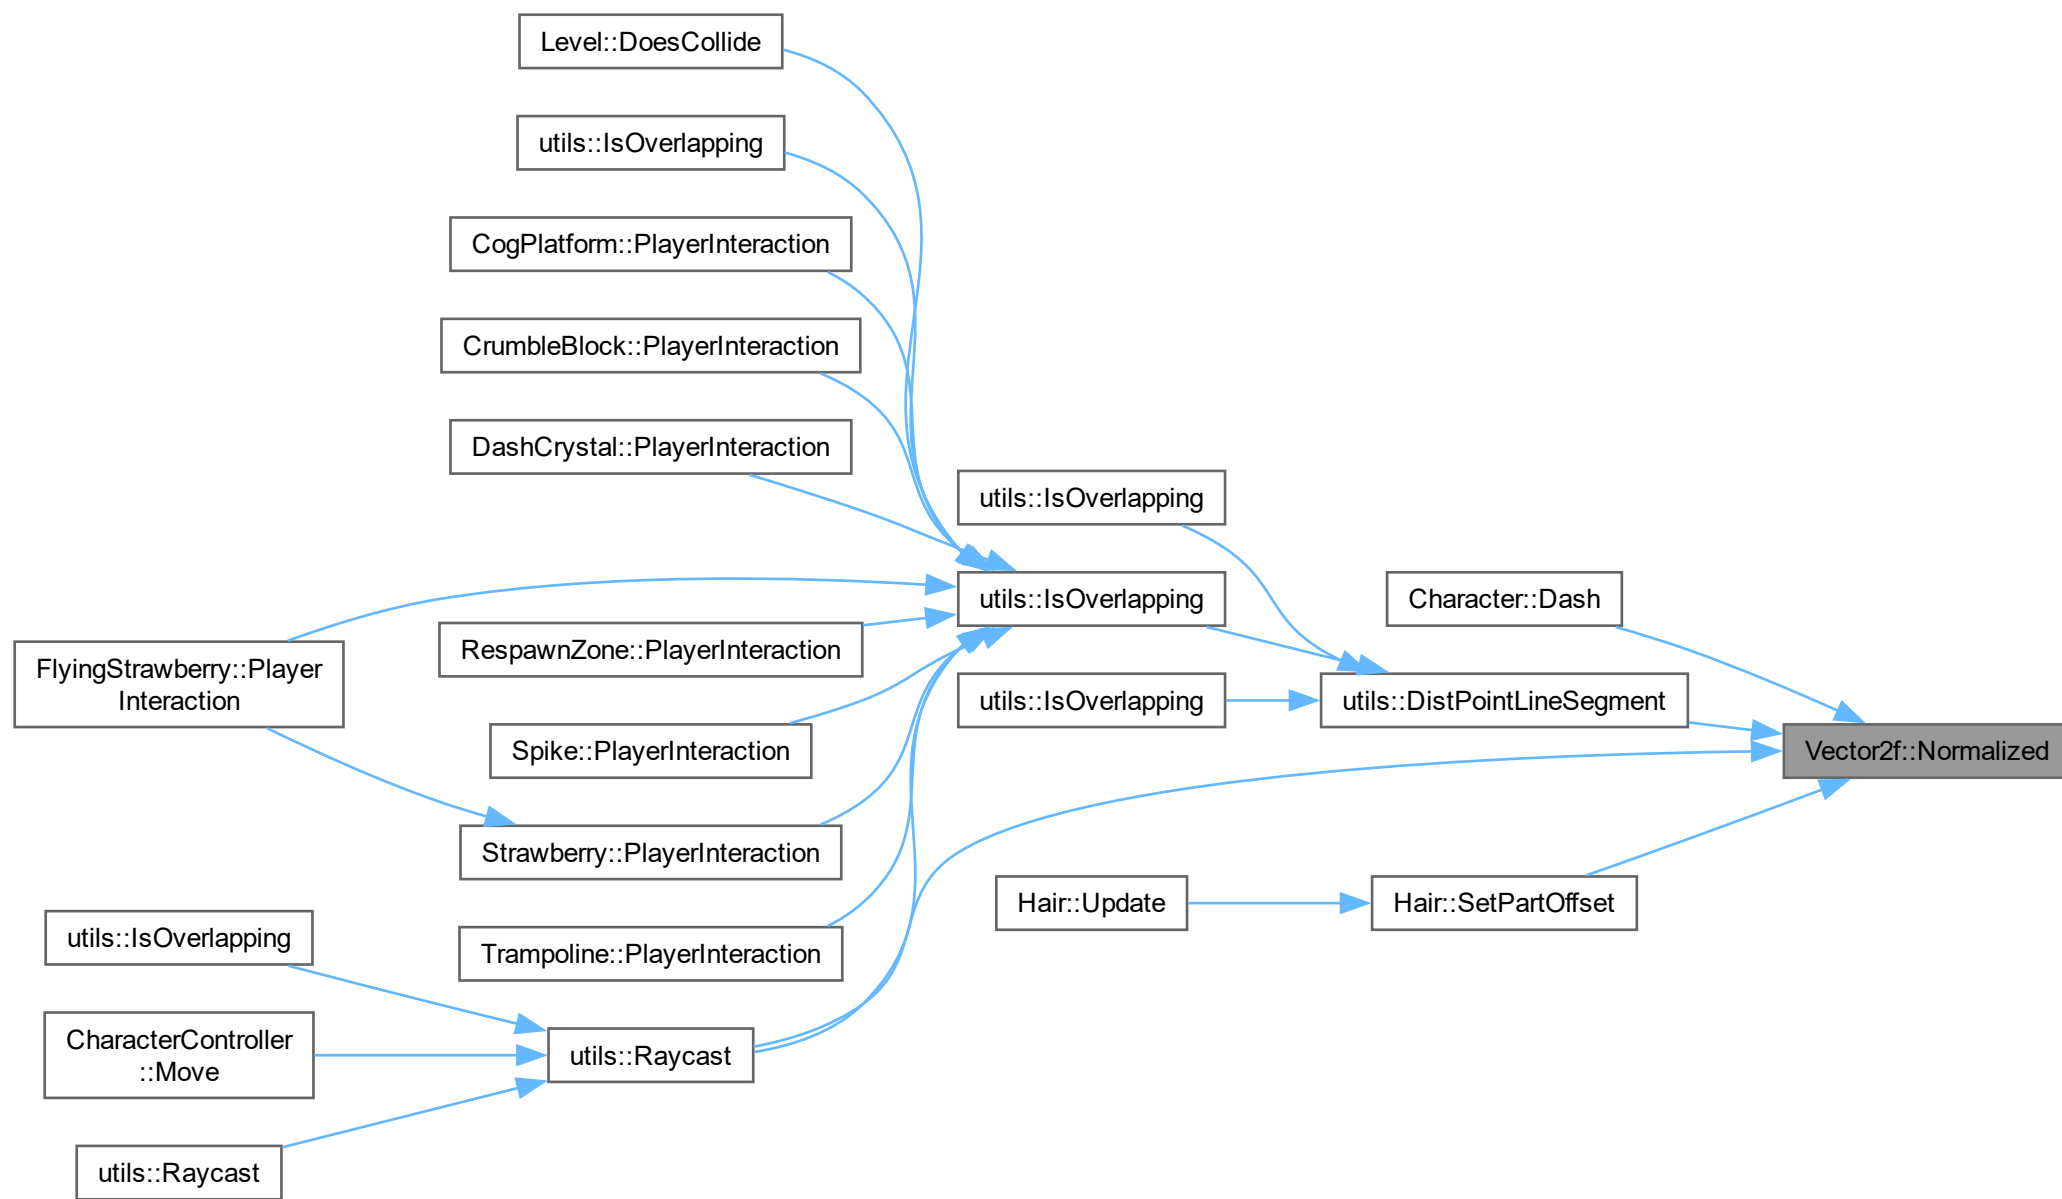 Level::DoesCollide
utils::IsOverlapping
CogPlatform::PlayerInteraction
CrumbleBlock::PlayerInteraction
DashCrystal::PlayerInteraction
utils::IsOverlapping
utils::IsOverlapping
Character::Dash
FlyingStrawberry::Player
Interaction
RespawnZone::PlayerInteraction
utils::IsOverlapping
utils::DistPointLineSegment
Spike::PlayerInteraction
Vector2f::Normalized
Strawberry::PlayerInteraction
Hair::Update
Hair::SetPartOffset
utils::IsOverlapping
Trampoline::PlayerInteraction
CharacterController
::Move
utils::Raycast
utils::Raycast